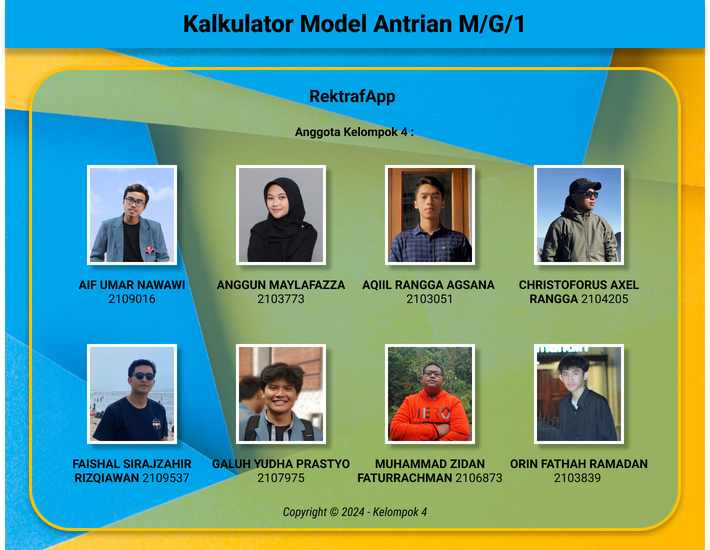 Kalkulator Model Antrian M/G/1
RektrafApp
Anggota Kelompok 4 :
AIF UMAR NAWAWI
2109016
ANGGUN MAYLAFAZZA
2103773
AQIIL RANGGA AGSANA
2103051
CHRISTOFORUS AXEL
RANGGA 2104205
FAISHAL SIRAJZAHIR
RIZQIAWAN 2109537
GALUH YUDHA PRASTYO
2107975
MUHAMMAD ZIDAN
FATURRACHMAN 2106873
ORIN FATHAH RAMADAN
2103839
Copyright © 2024 - Kelompok 4